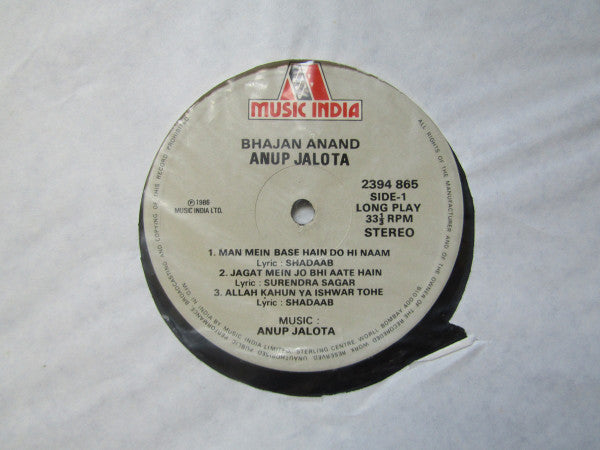 MUSIC INDIA
BHAJAN ANAND
ANUP JALOTA
2394 865
SIDE-1
LONG PLAY
33⅓ RPM
STEREO
Ⓟ1986
MUSIC INDIA LTD.
1. MAN MEIN BASE HAIN DO HI NAAM
Lyric : SHADAAB
2. JAGAT MEIN JO BHI AATE HAIN
Lyric : SURENDRA SAGAR
3. ALLAH KAHUN YA ISHWAR TOHE
Lyric : SHADAAB
MUSIC :
ANUP JALOTA
ALL RIGHTS OF THE MANUFACTURER AND OF THE OWNER OF THE RECORDED WORK RESERVED. UNAUTHORISED PUBLIC PERFORMANCE, BROADCASTING AND COPYING OF THIS RECORD PROHIBITED
MFG. IN INDIA BY MUSIC INDIA LIMITED, STERLING CENTRE WORLI, BOMBAY 400 018